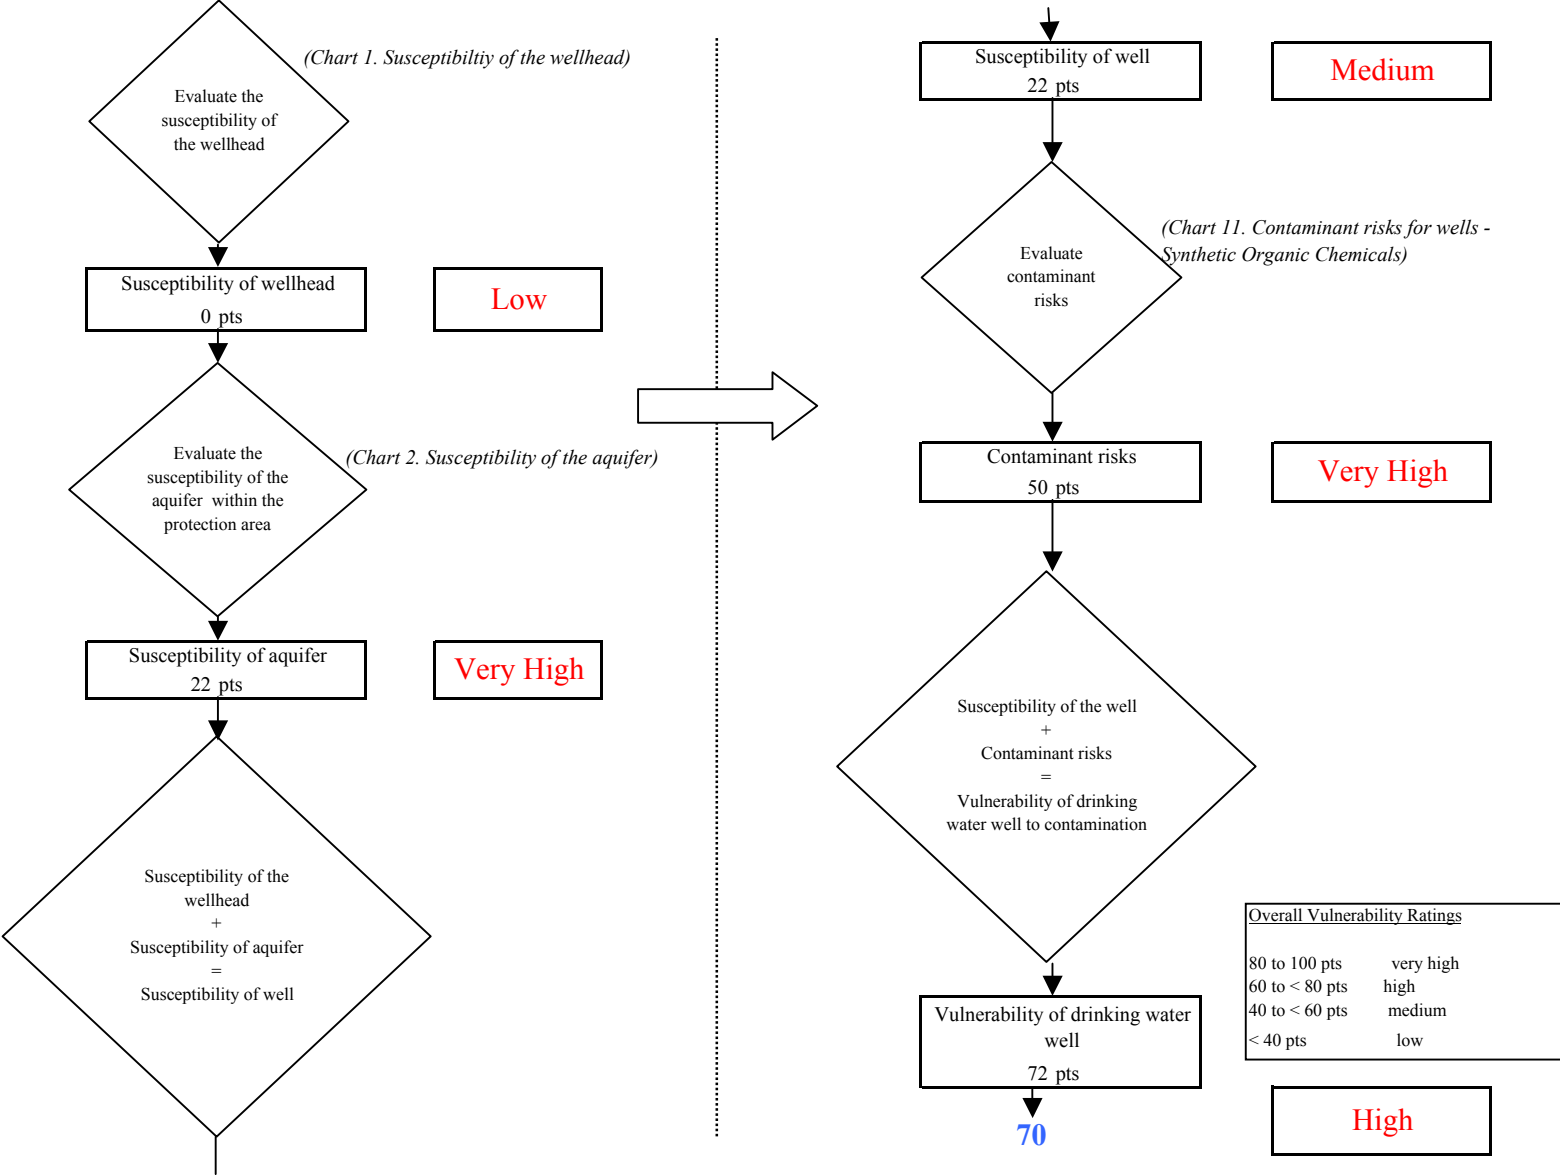 (Chart 1. Susceptibiltiy of the wellhead)
Evaluate the
susceptibility of
the wellhead
Susceptibility of wellhead
0 pts
Low
Evaluate the
susceptibility of the
aquifer within the
protection area
(Chart 2. Susceptibility of the aquifer)
Susceptibility of aquifer
22 pts
Very High
Susceptibility of the
wellhead
+
Susceptibility of aquifer
=
Susceptibility of well
Susceptibility of well
22 pts
Medium
(Chart 11. Contaminant risks for wells -
Synthetic Organic Chemicals)
Evaluate
contaminant
risks
Contaminant risks
50 pts
Very High
Susceptibility of the well
+
Contaminant risks
=
Vulnerability of drinking
water well to contamination
Overall Vulnerability Ratings
80 to 100 pts very high
60 to < 80 pts high
40 to < 60 pts medium
< 40 pts low
Vulnerability of drinking water
well
72 pts
70
High